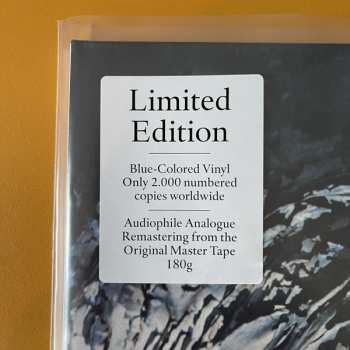 Limited
Edition
Blue-Colored Vinyl
Only 2.000 numbered
copies worldwide
Audiophile Analogue
Remastering from the
Original Master Tape
180g